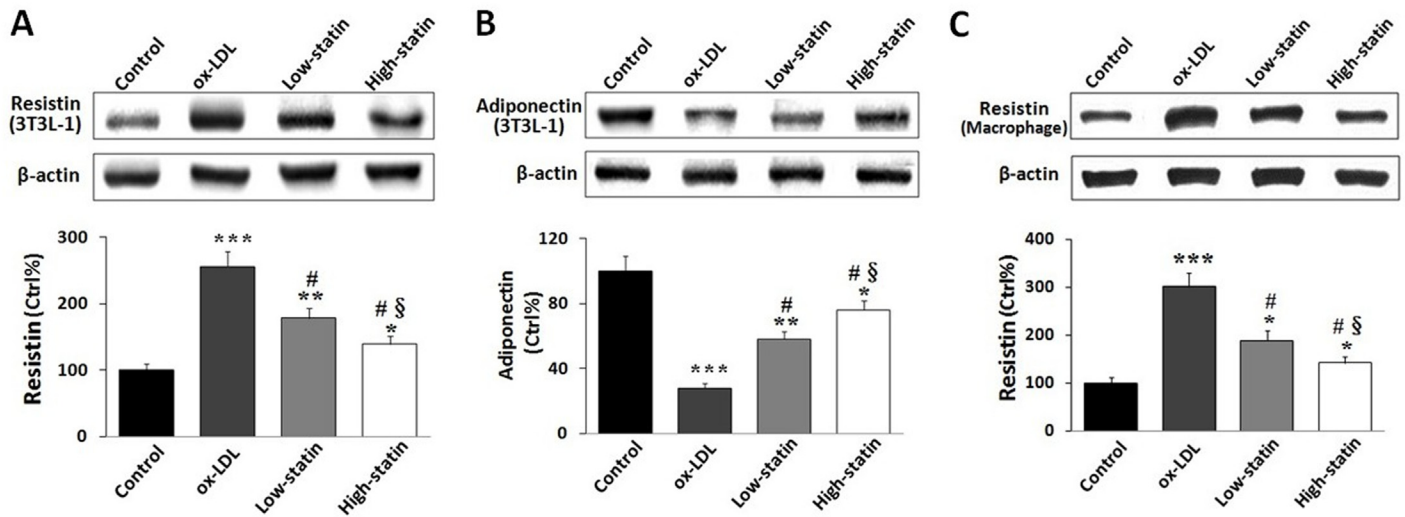 A
Control
ox-LDL
Low-statin
High-statin
Resistin
(3T3L-1)
β-actin
Resistin (Ctrl%)
300
200
100
0
***
#
**
# §
*
Control
ox-LDL
Low-statin
High-statin
B
Control
ox-LDL
Low-statin
High-statin
Adiponectin
(3T3L-1)
β-actin
Adiponectin
(Ctrl%)
120
80
40
0
***
#
**
# §
*
Control
ox-LDL
Low-statin
High-statin
C
Control
ox-LDL
Low-statin
High-statin
Resistin
(Macrophage)
β-actin
Resistin (Ctrl%)
400
300
200
100
0
***
#
*
# §
*
Control
ox-LDL
Low-statin
High-statin